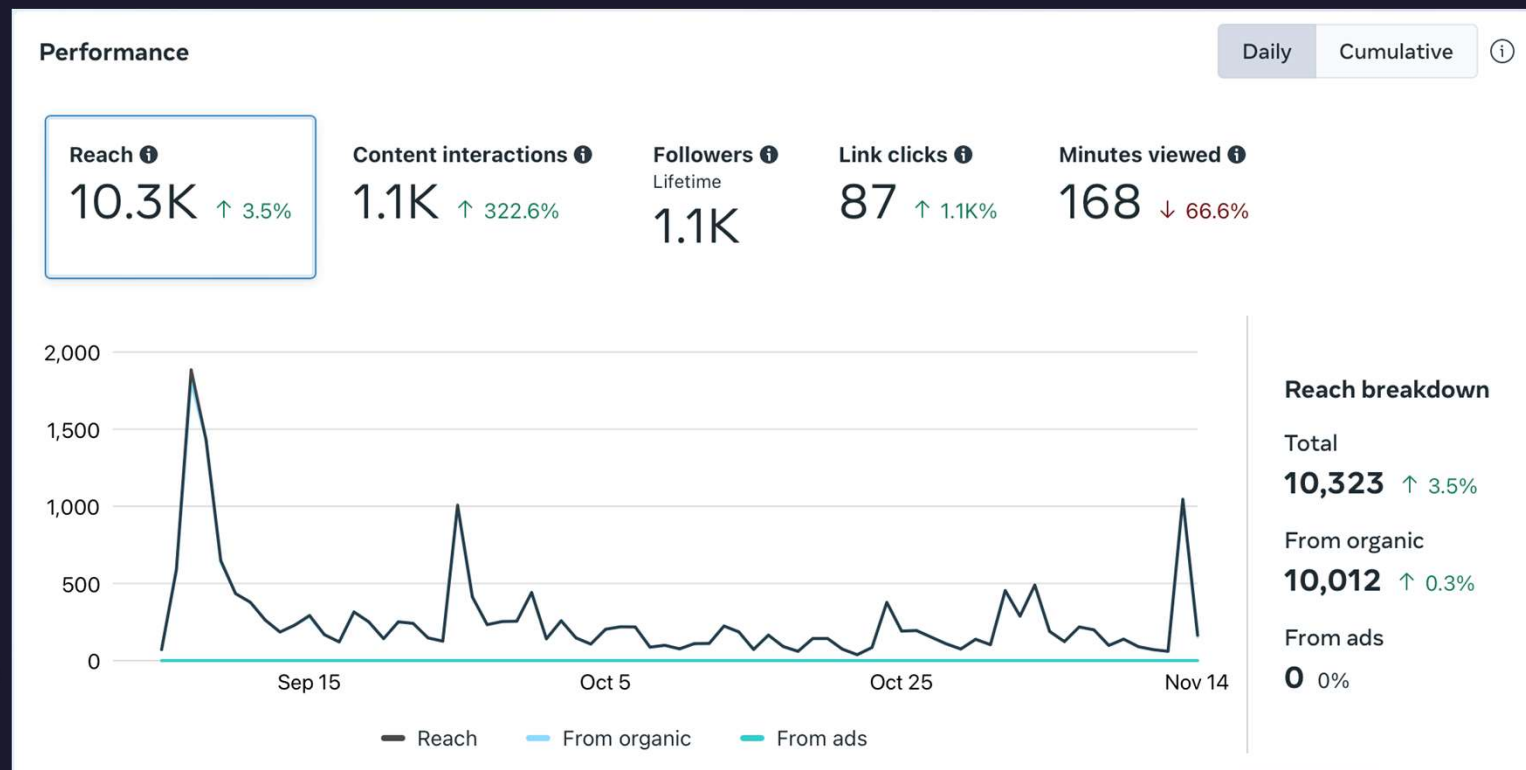 Performance
Daily Cumulative
Reach
10.3K ↑ 3.5%
Content interactions
1.1K ↑ 322.6%
Followers
Lifetime
1.1K
Link clicks
87 ↑ 1.1K%
Minutes viewed
168 ↓ 66.6%
2,000
1,500
1,000
500
0
Sep 15 Oct 5 Oct 25 Nov 14
Reach From organic From ads
Reach breakdown
Total
10,323 ↑ 3.5%
From organic
10,012 ↑ 0.3%
From ads
0 0%